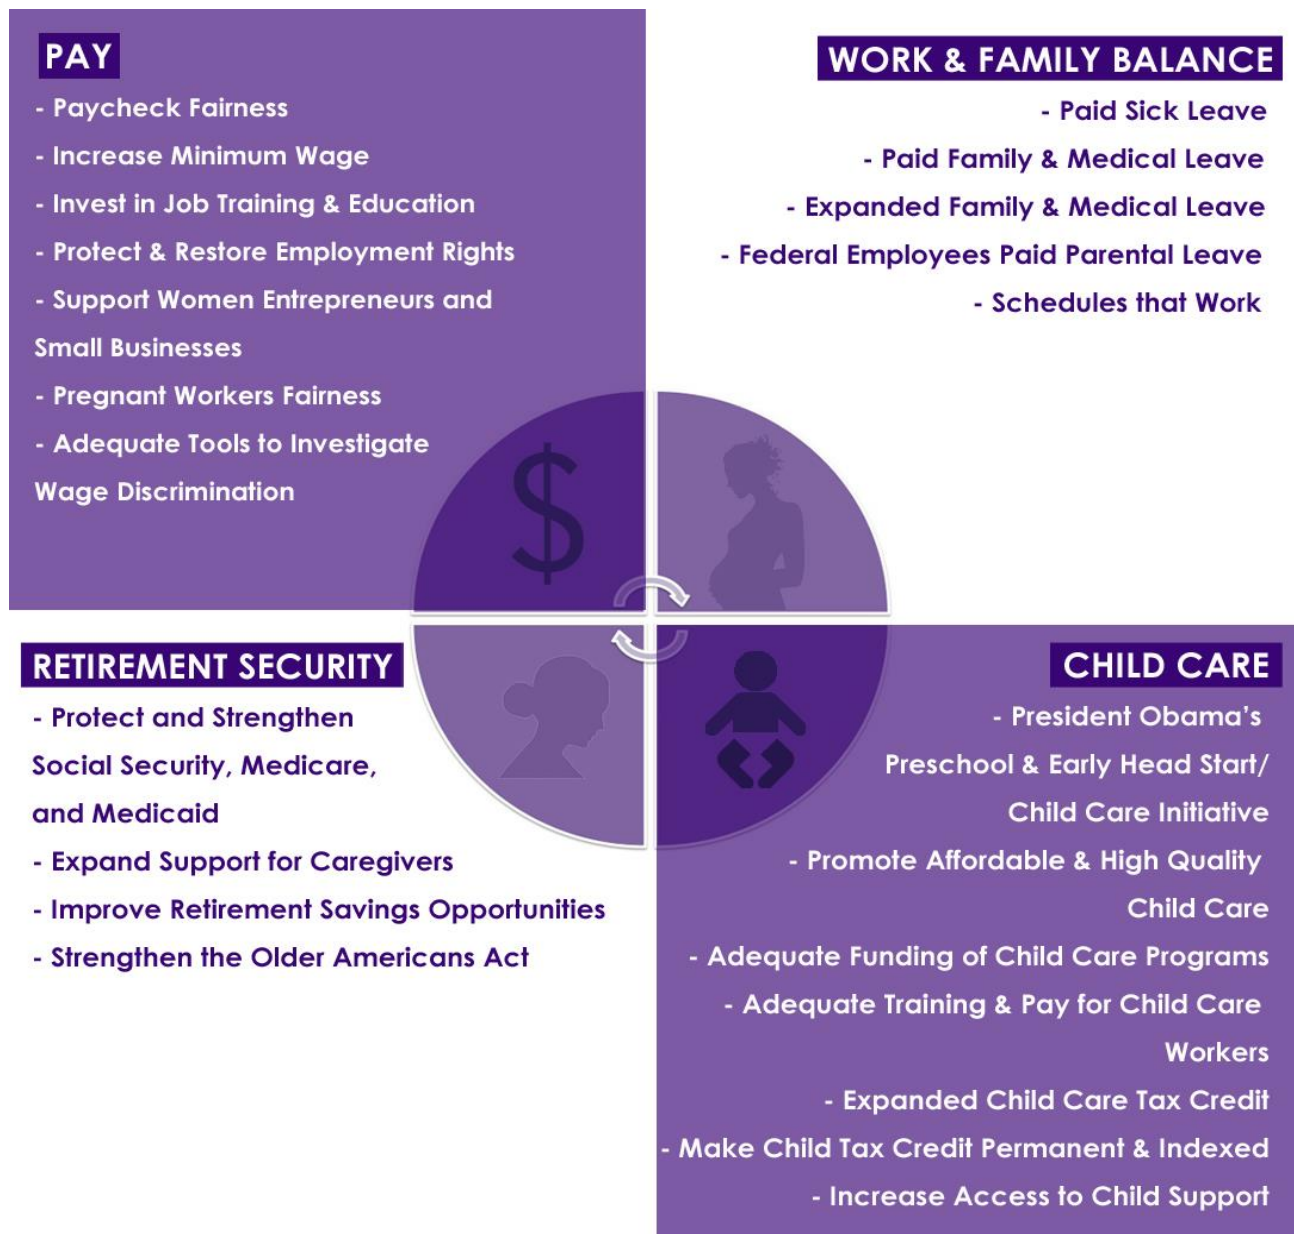 PAY
- Paycheck Fairness
- Increase Minimum Wage
- Invest in Job Training & Education
- Protect & Restore Employment Rights
- Support Women Entrepreneurs and
Small Businesses
- Pregnant Workers Fairness
- Adequate Tools to Investigate
Wage Discrimination
$
WORK & FAMILY BALANCE
- Paid Sick Leave
- Paid Family & Medical Leave
- Expanded Family & Medical Leave
- Federal Employees Paid Parental Leave
- Schedules that Work
RETIREMENT SECURITY
- Protect and Strengthen
Social Security, Medicare,
and Medicaid
- Expand Support for Caregivers
- Improve Retirement Savings Opportunities
- Strengthen the Older Americans Act
CHILD CARE
- President Obama’s
Preschool & Early Head Start/
Child Care Initiative
- Promote Affordable & High Quality
Child Care
- Adequate Funding of Child Care Programs
- Adequate Training & Pay for Child Care
Workers
- Expanded Child Care Tax Credit
- Make Child Tax Credit Permanent & Indexed
- Increase Access to Child Support